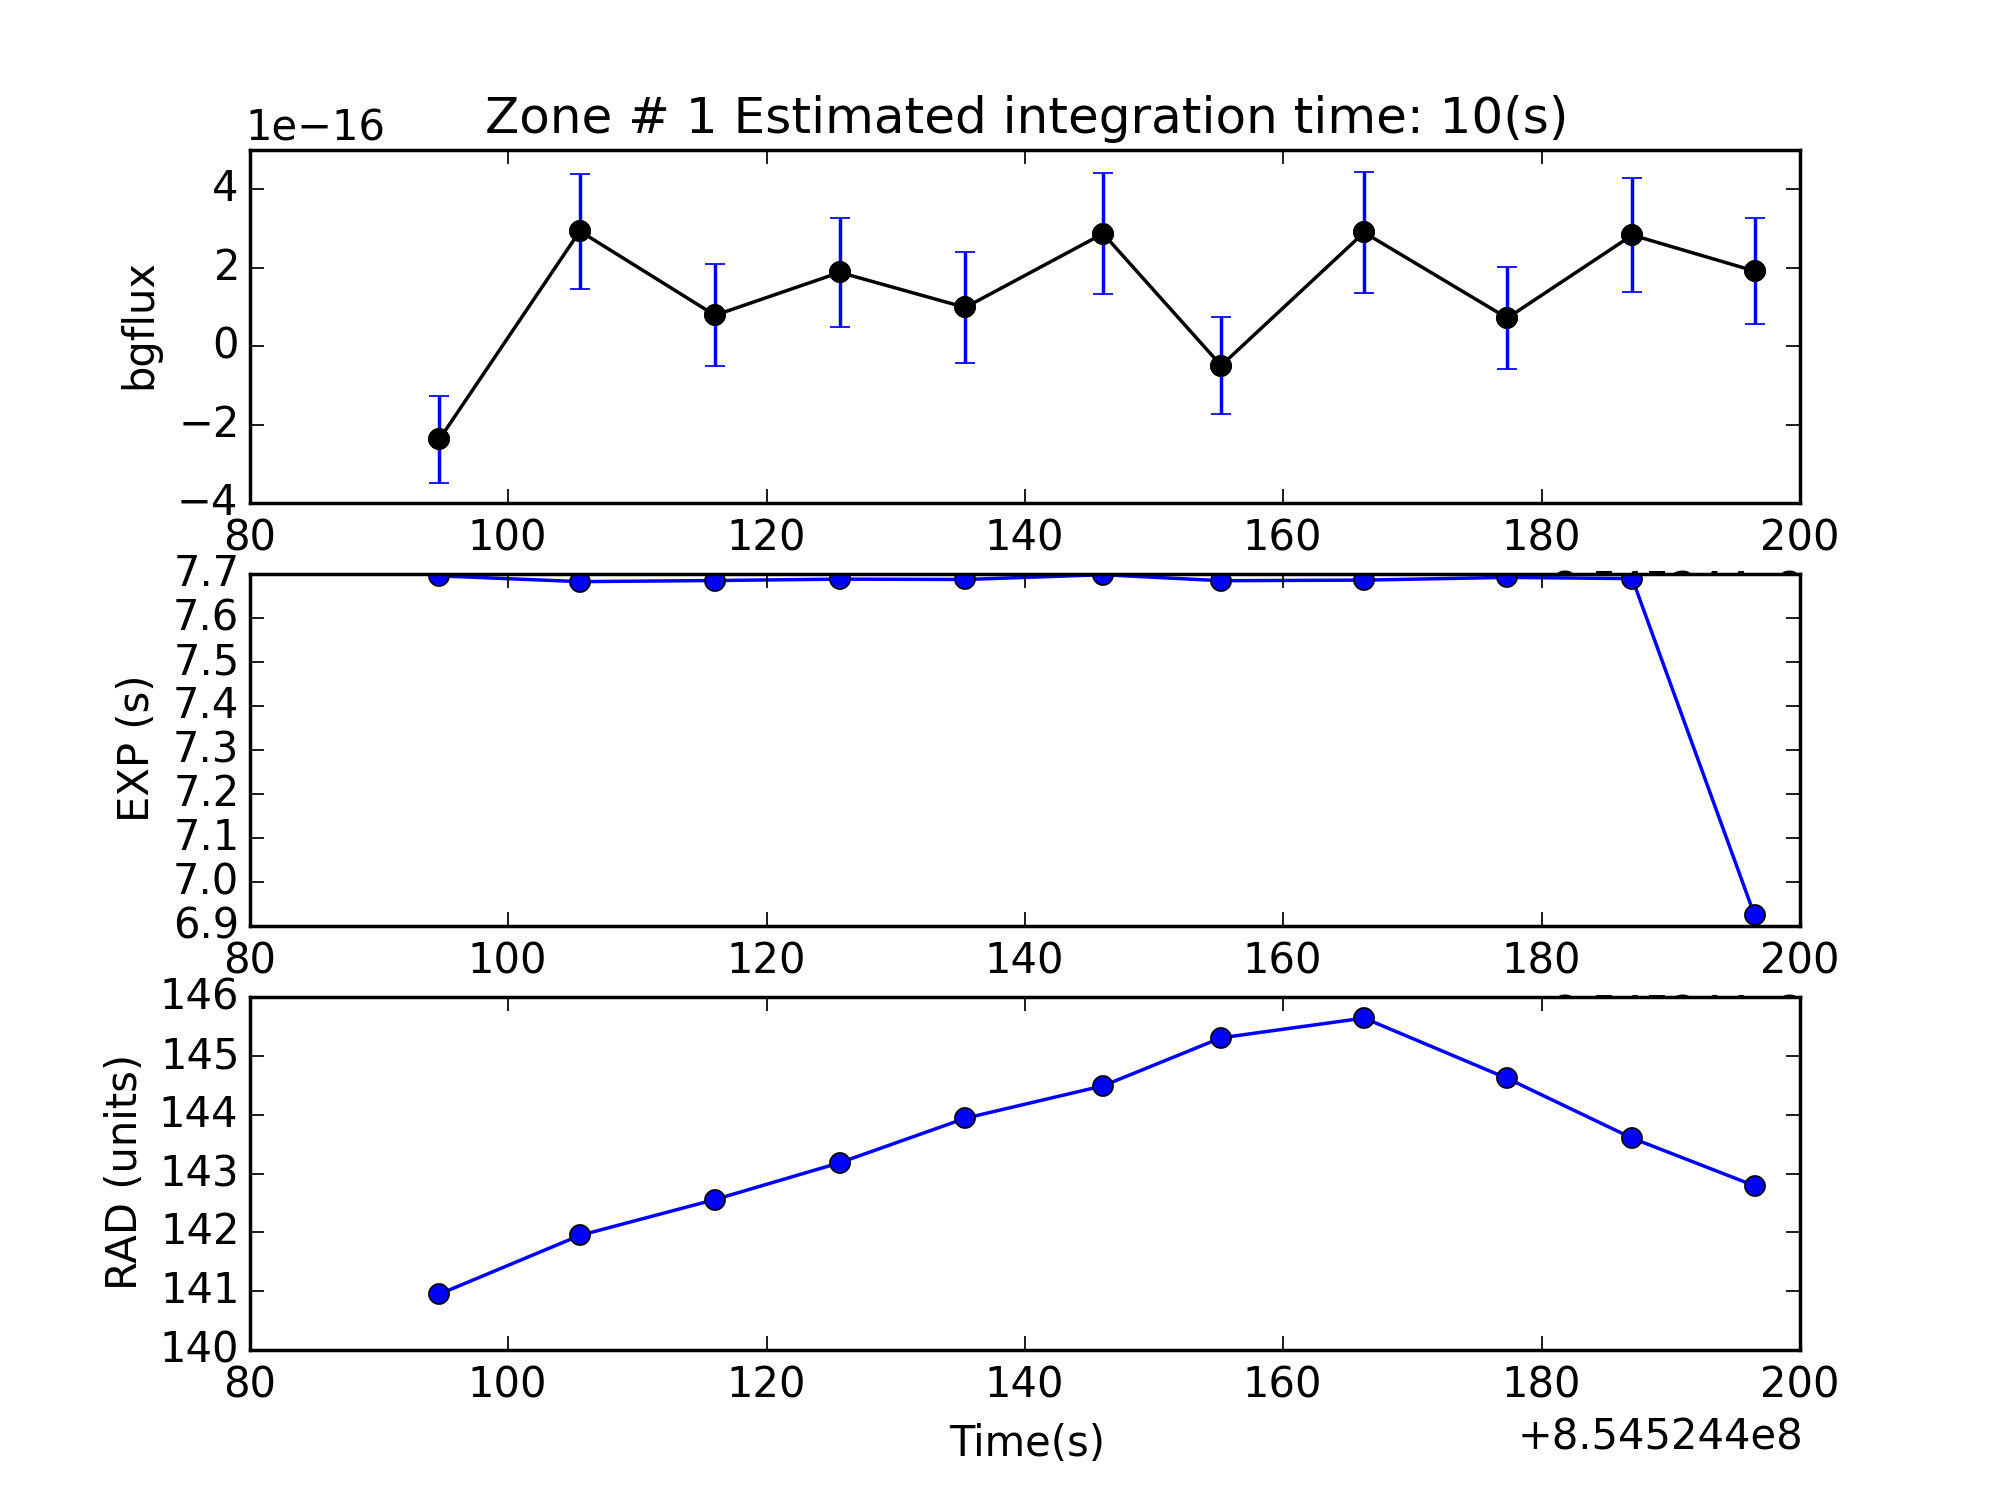 1e−16
Zone # 1 Estimated integration time: 10(s)
4
2
0
−2
−4
bgflux
80 100 120 140 160 180 200
7.7
7.6
7.5
7.4
7.3
7.2
7.1
7.0
6.9
EXP (s)
80 100 120 140 160 180 200
146
145
144
143
142
141
140
RAD (units)
80 100 120 140 160 180 200
Time(s)
+8.545244e8